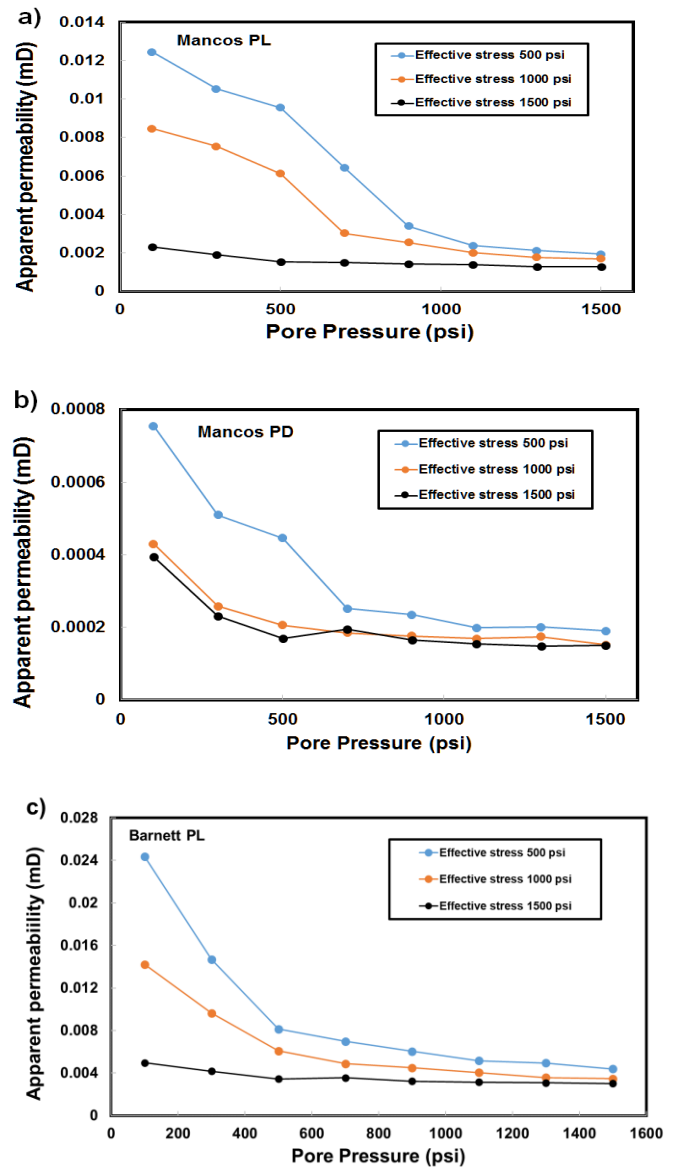 a)
0.014
0.012
0.01
0.008
0.006
0.004
0.002
0
Apparent permeability (mD)
Mancos PL
Effective stress 500 psi
Effective stress 1000 psi
Effective stress 1500 psi
0 500 1000 1500
Pore Pressure (psi)
b)
0.0008
0.0006
0.0004
0.0002
0
Apparent permeability (mD)
Mancos PD
Effective stress 500 psi
Effective stress 1000 psi
Effective stress 1500 psi
0 500 1000 1500
Pore Pressure (psi)
c)
0.028
0.024
0.02
0.016
0.012
0.008
0.004
0
Apparent permeabiility (mD)
Barnett PL
Effective stress 500 psi
Effective stress 1000 psi
Effective stress 1500 psi
0 200 400 600 800 1000 1200 1400 1600
Pore Pressure (psi)